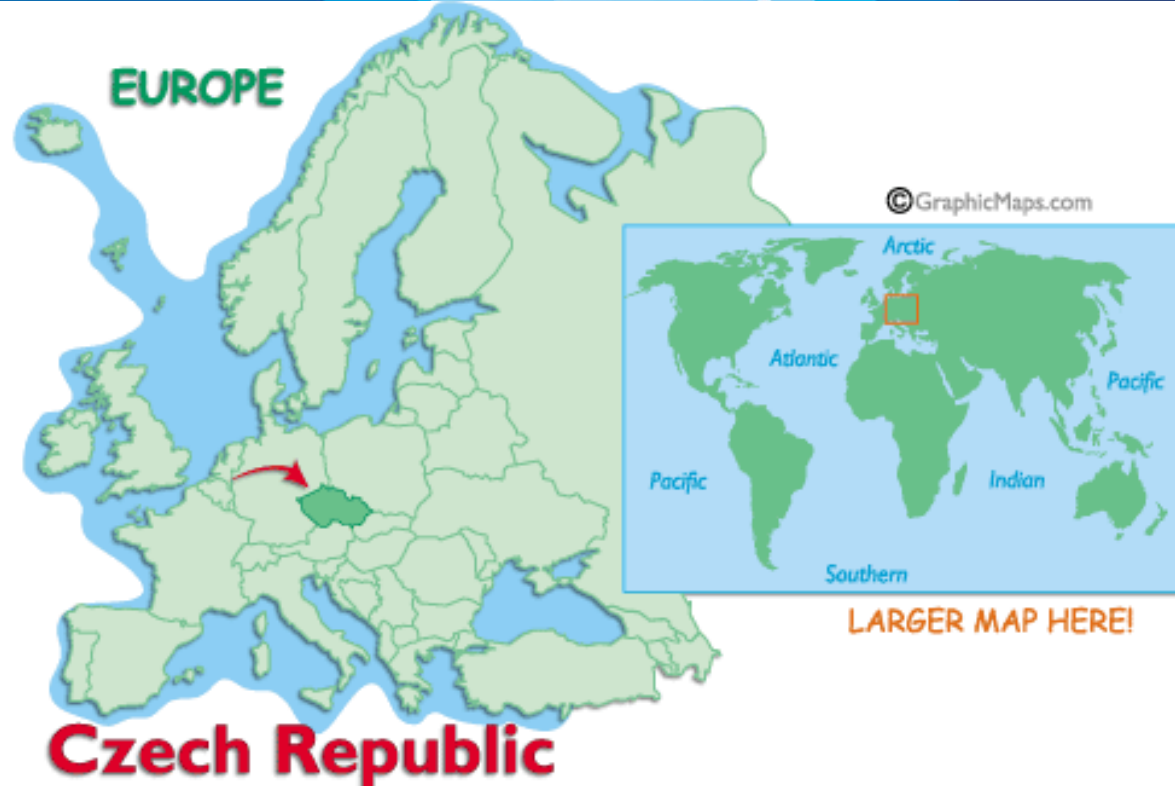 EUROPE
©GraphicMaps.com
Arctic
Atlantic
Pacific
Pacific
Indian
Southern
LARGER MAP HERE!
Czech Republic